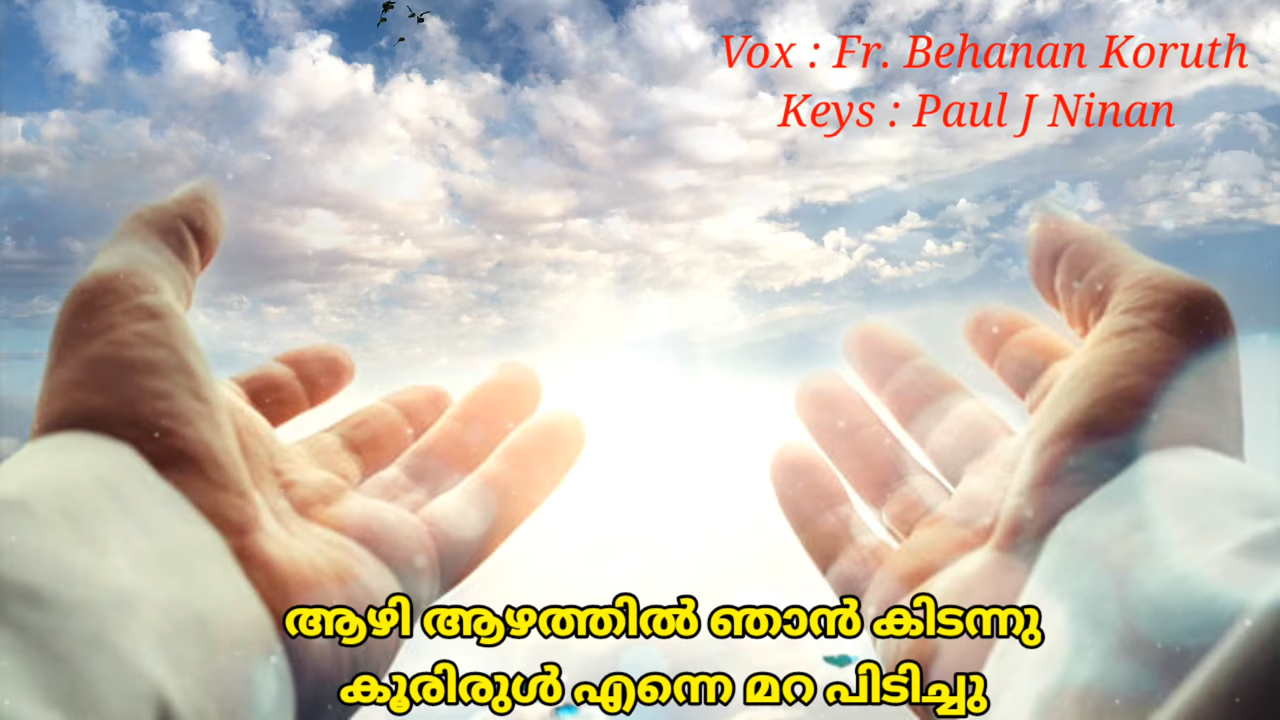 Vox : Fr. Behanan Koruth
Keys : Paul J Ninan
ആഴി ആഴത്തിൽ ഞാൻ കിടന്നു
കൂരിരുൾ എന്നെ മറ പിടിച്ചു